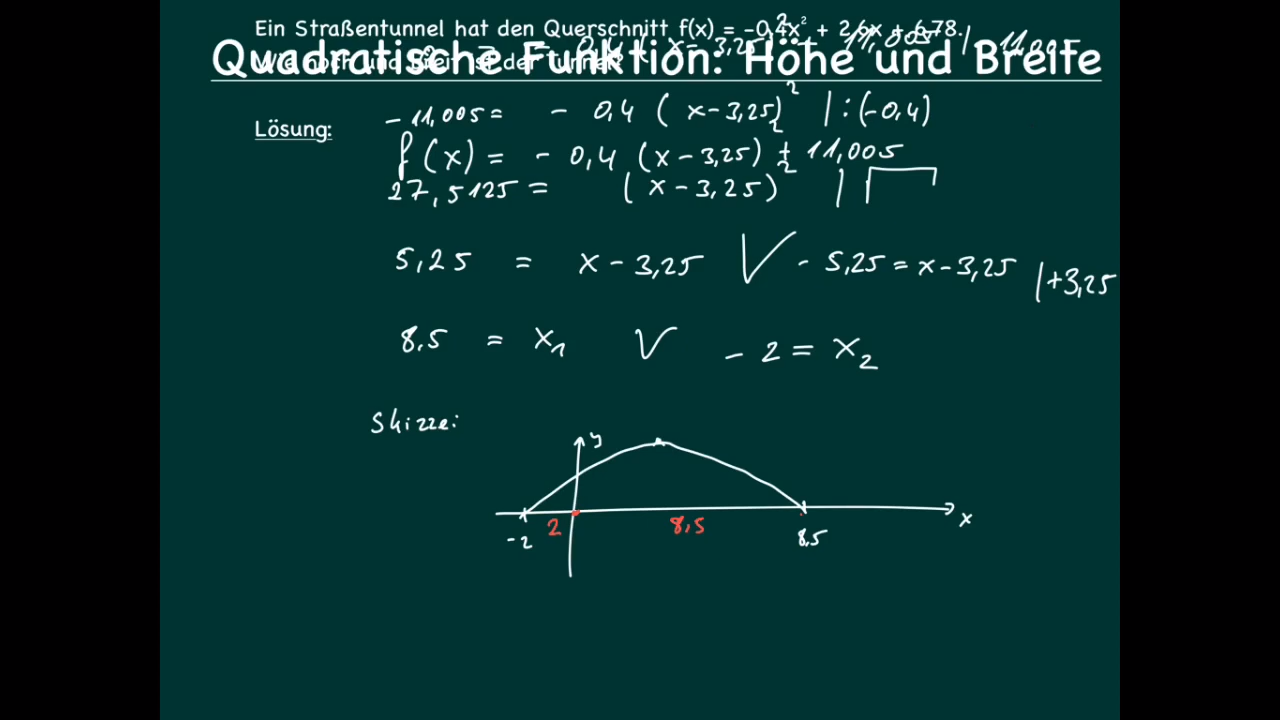 Ein Straßentunnel hat den Querschnitt f(x) = -0,4x² + 2,6x + 6,78.
Quadratische Funktion: Höhe und Breite
ist der Tunnel?
Lösung:
- 11,005 = - 0,4 ( x - 3,25)² | : (-0,4)
f (x) = - 0,4 (x - 3,25)² + 11,005
27,5125 = ( x - 3,25)² | √
5,25 = x - 3,25 V - 5,25 = x - 3,25 | +3,25
8,5 = x₁ V - 2 = x₂
Skizze:
y
x
2 8,5
-2 8,5